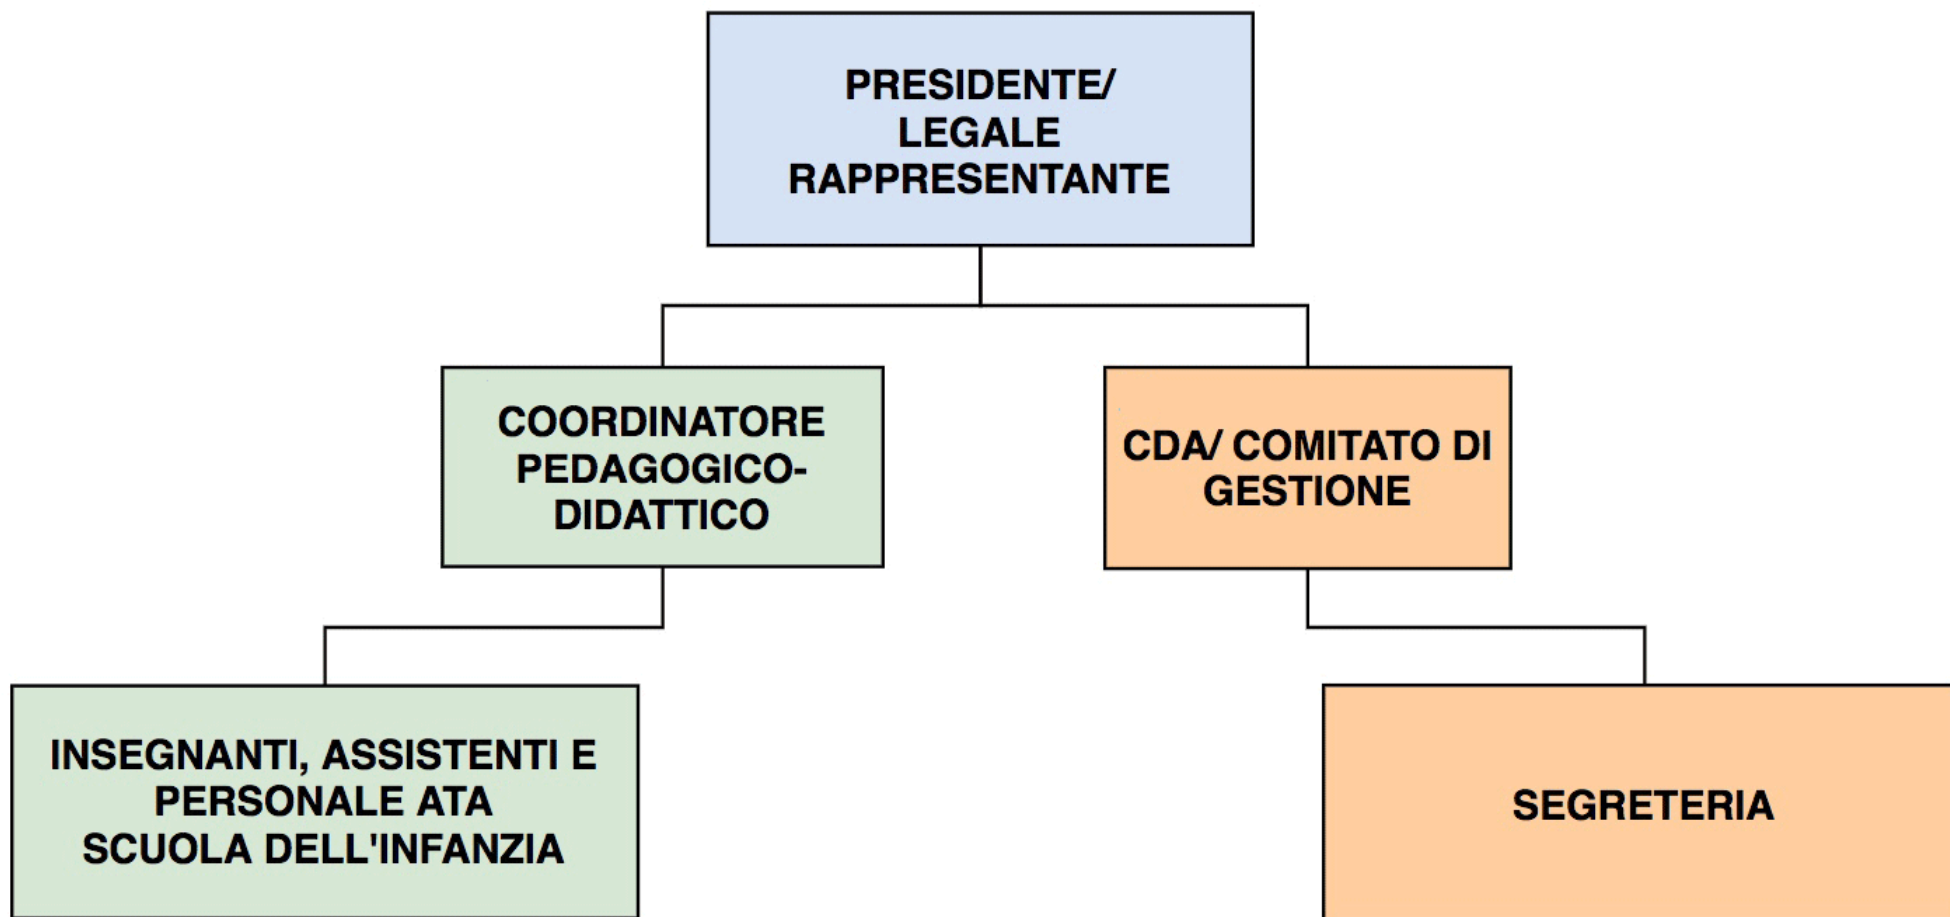 PRESIDENTE/
LEGALE
RAPPRESENTANTE
COORDINATORE
PEDAGOGICO-
DIDATTICO
CDA/ COMITATO DI
GESTIONE
INSEGNANTI, ASSISTENTI E
PERSONALE ATA
SCUOLA DELL'INFANZIA
SEGRETERIA